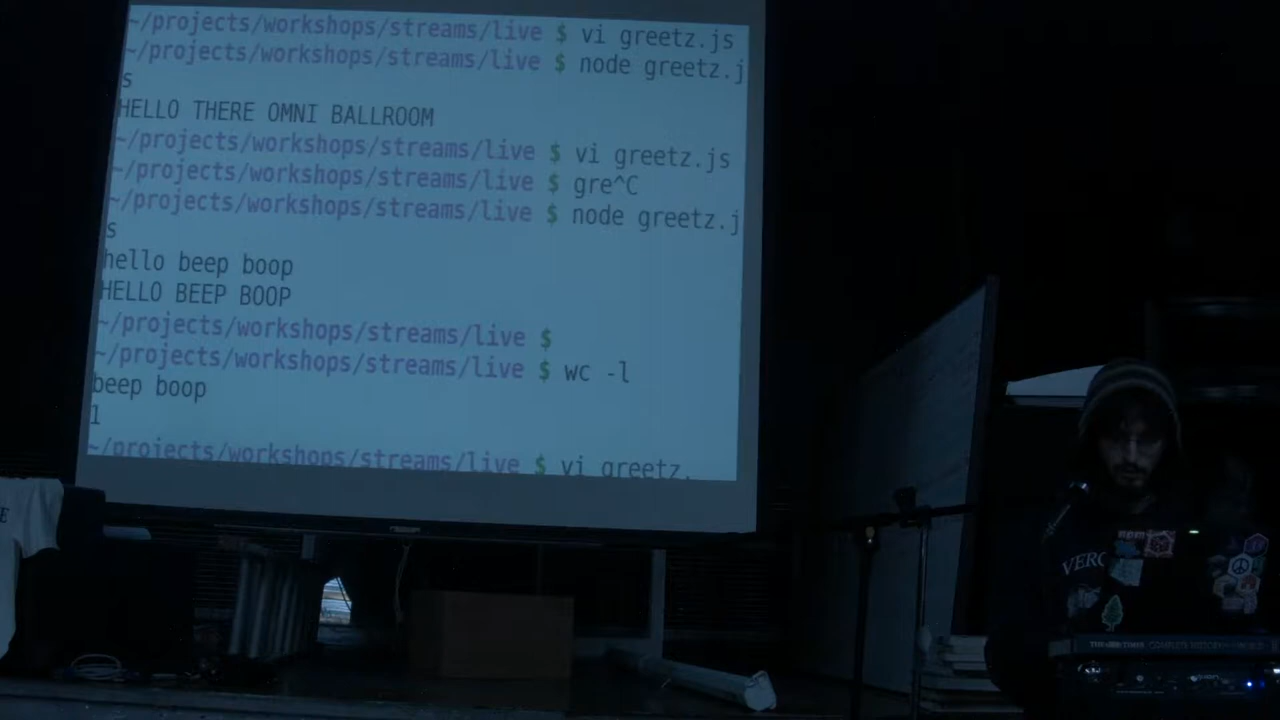 ~/projects/workshops/streams/live $ vi greetz.js
~/projects/workshops/streams/live $ node greetz.j
s
HELLO THERE OMNI BALLROOM
~/projects/workshops/streams/live $ vi greetz.js
~/projects/workshops/streams/live $ gre^C
~/projects/workshops/streams/live $ node greetz.j
s
hello beep boop
HELLO BEEP BOOP
~/projects/workshops/streams/live $
~/projects/workshops/streams/live $ wc -l
beep boop
1
~/projects/workshops/streams/live $ vi greetz.
E
COMPLETE HISTORY